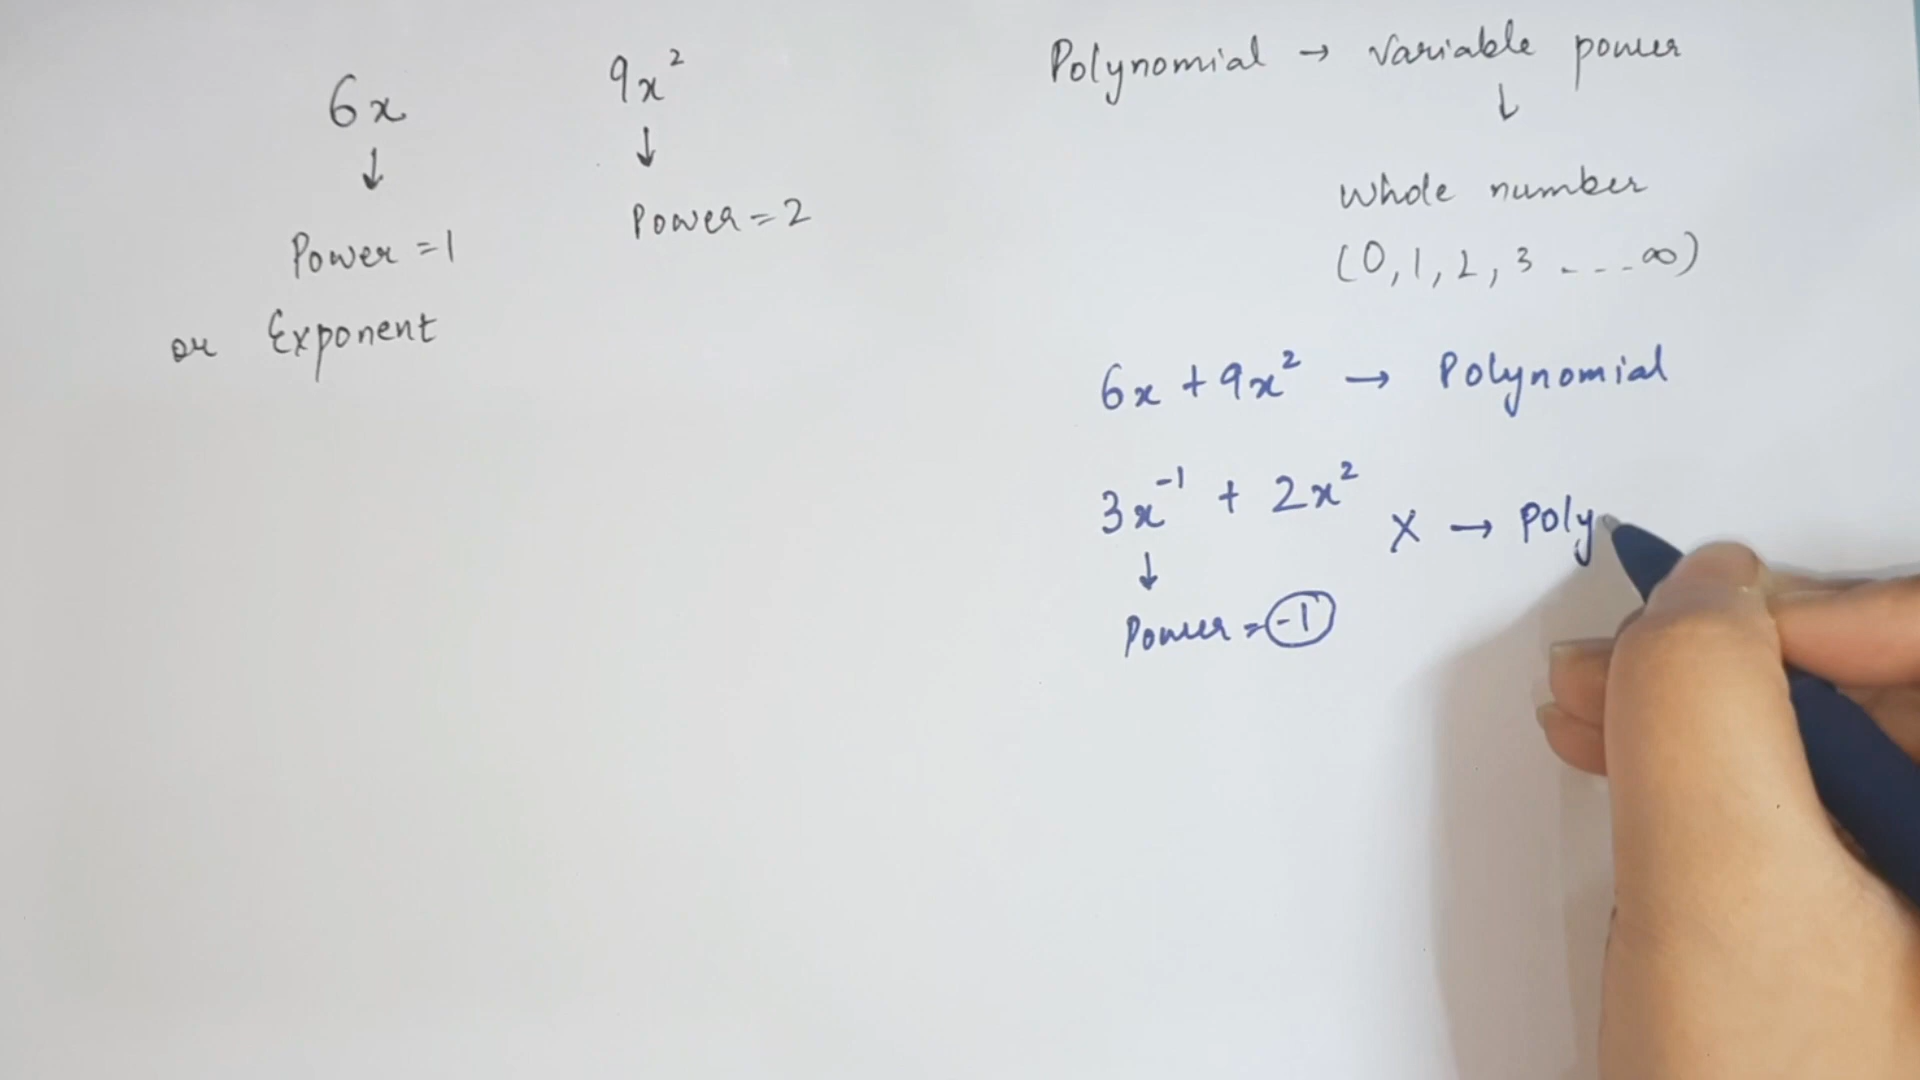 6x
↓
Power = 1
or Exponent
9x²
↓
Power = 2
Polynomial → variable power
↓
Whole number
(0, 1, 2, 3 ... ∞)
6x + 9x² → Polynomial
3x⁻¹ + 2x² X → Poly
↓
Power = -1